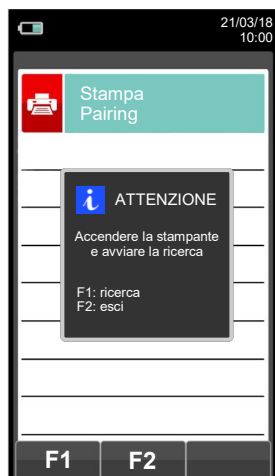 21/03/18
10:00
Stampa
Pairing
ATTENZIONE
Accendere la stampante
e avviare la ricerca
F1: ricerca
F2: esci
F1 F2